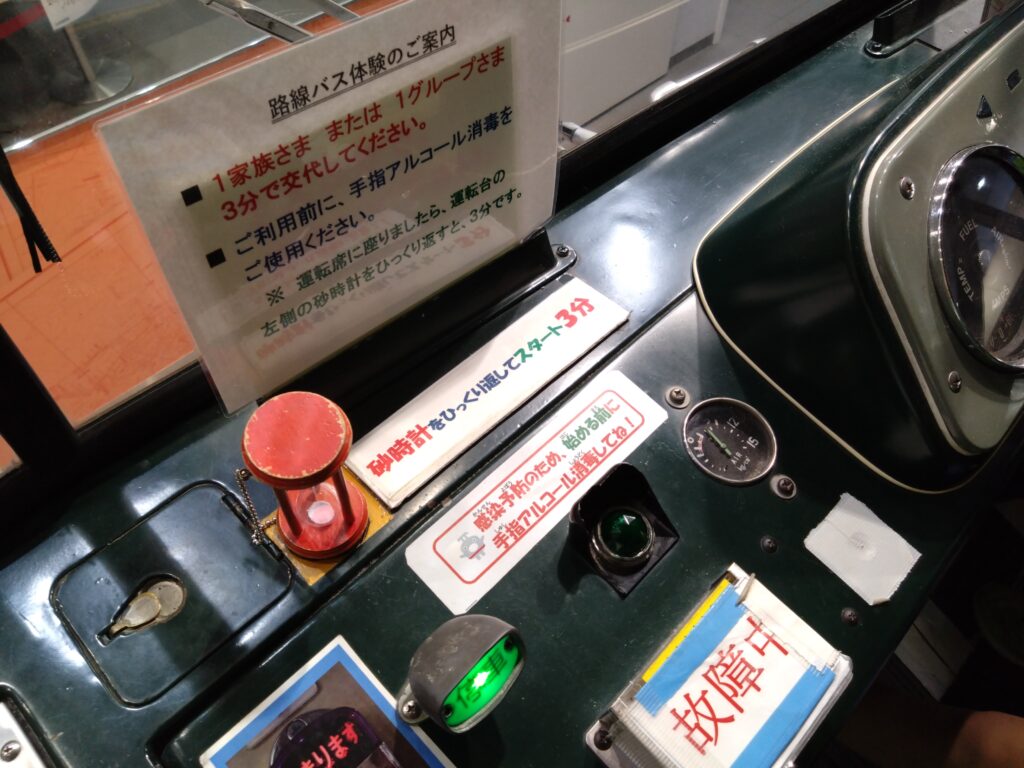 路線バス体験のご案内
■ 1家族さま または 1グループさま
3分で交代してください。
■ ご利用前に、手指アルコール消毒を
ご使用ください。
※ 運転席に座りましたら、運転台の
左側の砂時計をひっくり返すと、3分です。
砂時計をひっくり返してスタート3分
感染予防のため、始める前に
手指アルコール消毒してね！
停車
故障中
ります
FUEL
TEMP
12
15